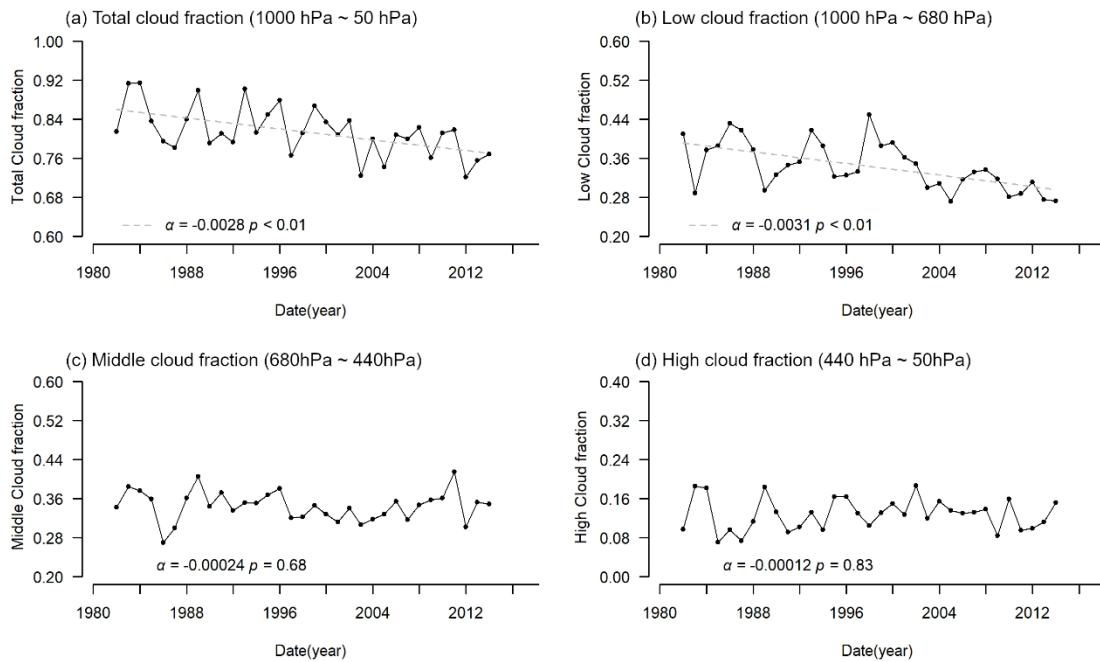 (a) Total cloud fraction (1000 hPa ~ 50 hPa)
Total Cloud fraction
1.00
0.92
0.84
0.76
0.68
0.60
α = -0.0028 p < 0.01
1980 1988 1996 2004 2012
Date(year)
(b) Low cloud fraction (1000 hPa ~ 680 hPa)
Low Cloud fraction
0.60
0.52
0.44
0.36
0.28
0.20
α = -0.0031 p < 0.01
1980 1988 1996 2004 2012
Date(year)
(c) Middle cloud fraction (680hPa ~ 440hPa)
Middle Cloud fraction
0.60
0.52
0.44
0.36
0.28
0.20
α = -0.00024 p = 0.68
1980 1988 1996 2004 2012
Date(year)
(d) High cloud fraction (440 hPa ~ 50hPa)
High Cloud fraction
0.40
0.32
0.24
0.16
0.08
0.00
α = -0.00012 p = 0.83
1980 1988 1996 2004 2012
Date(year)